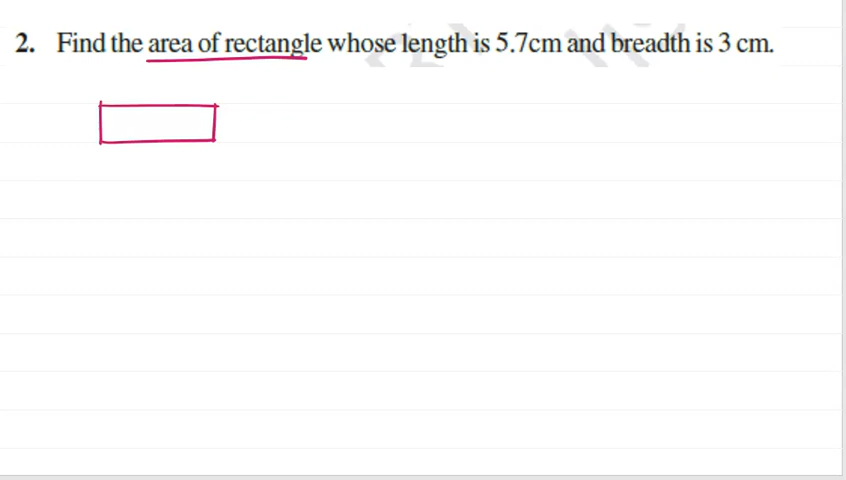 2. Find the area of rectangle whose length is 5.7cm and breadth is 3 cm.